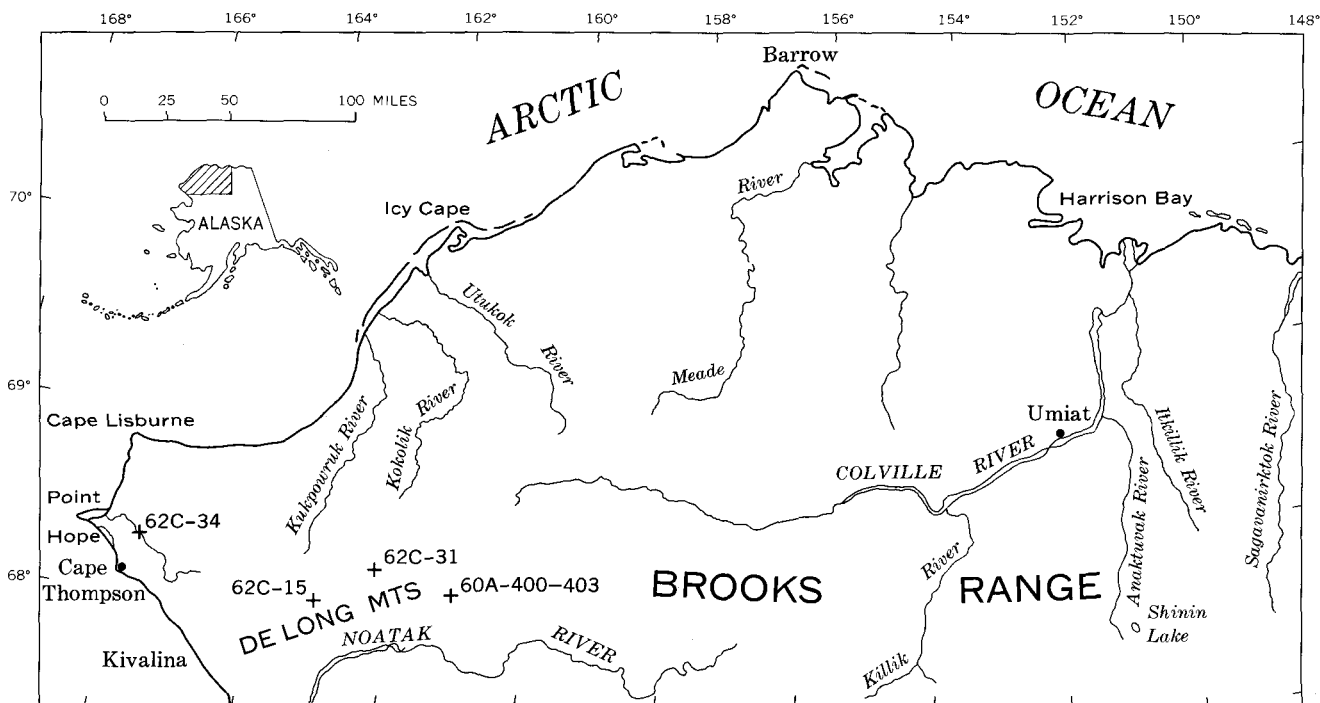 168° 166° 164° 162° 160° 158° 156° 154° 152° 150° 148°
Barrow
0 25 50 100 MILES
ARCTIC
OCEAN
70°
River
Harrison Bay
Icy Cape
ALASKA
Utukok
River
69°
Meade
Cape Lisburne
Umiat
Kukpowruk River
Kokolik River
COLVILLE
RIVER
Itkillik River
Sagavanirktok River
Anaktuvak River
Point
Hope
62C-34
68°
Cape
Thompson
62C-31
62C-15
60A-400-403
DE LONG MTS
BROOKS
RANGE
River
Killik
Shinin
Lake
NOATAK
RIVER
Kivalina